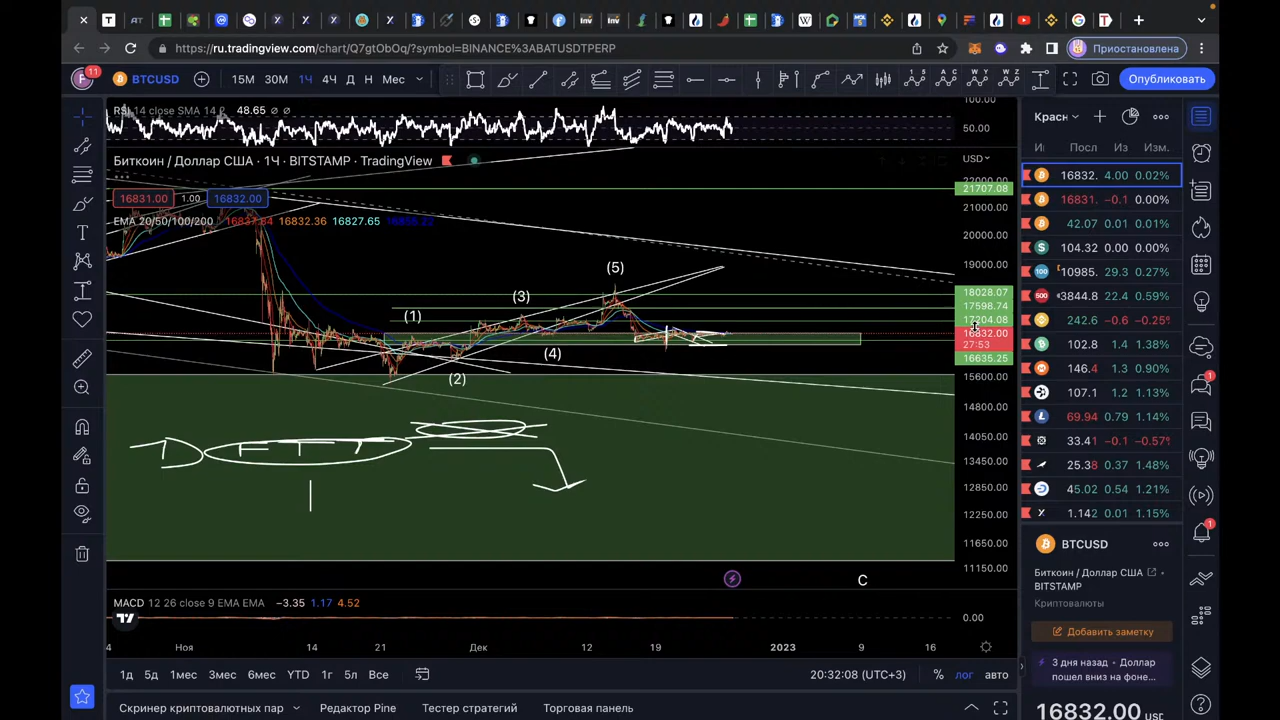 https://ru.tradingview.com/chart/Q7gtObOq/?symbol=BINANCE%3ABATUSDTPERP
Приостановлена
11
BTCUSD
15М 30М 1Ч 4Ч Д Н Мес
Опубликовать
14 close SMA 14
48.65
100.00
50.00
Биткоин / Доллар США · 1Ч · BITSTAMP · TradingView
USD
16831.00 1.00 16832.00
EMA 20/50/100/200 16832.36 16827.65
21707.08
21000.00
20000.00
19000.00
18028.07
17598.74
17204.08
16832.00
27:53
16635.25
15600.00
14800.00
14050.00
13450.00
12850.00
12250.00
11650.00
11150.00
(1)
(2)
(3)
(4)
(5)
C
MACD 12 26 close 9 EMA EMA −3.35 1.17 4.52
0.00
4 Ноя 14 21 Дек 12 19 2023 9 16
1д 5д 1мес 3мес 6мес YTD 1г 5л Все
20:32:08 (UTC+3)
% лог авто
Скринер криптовалютных пар
Редактор Pine
Тестер стратегий
Торговая панель
Красн
Посл Из Изм.
16832. 4.00 0.02%
16831. −0.1 0.00%
42.07 0.01 0.01%
104.32 0.00 0.00%
10985. 29.3 0.27%
3844.8 22.4 0.59%
242.6 −0.6 −0.25%
102.8 1.4 1.38%
146.4 1.3 0.90%
107.1 1.2 1.13%
69.94 0.79 1.14%
33.41 −0.1 −0.57%
25.38 0.37 1.48%
45.02 0.54 1.21%
1.142 0.01 1.15%
BTCUSD
Биткоин / Доллар США
BITSTAMP
Криптовалюты
Добавить заметку
3 дня назад · Доллар
пошел вниз на фоне…
16832.00 USD